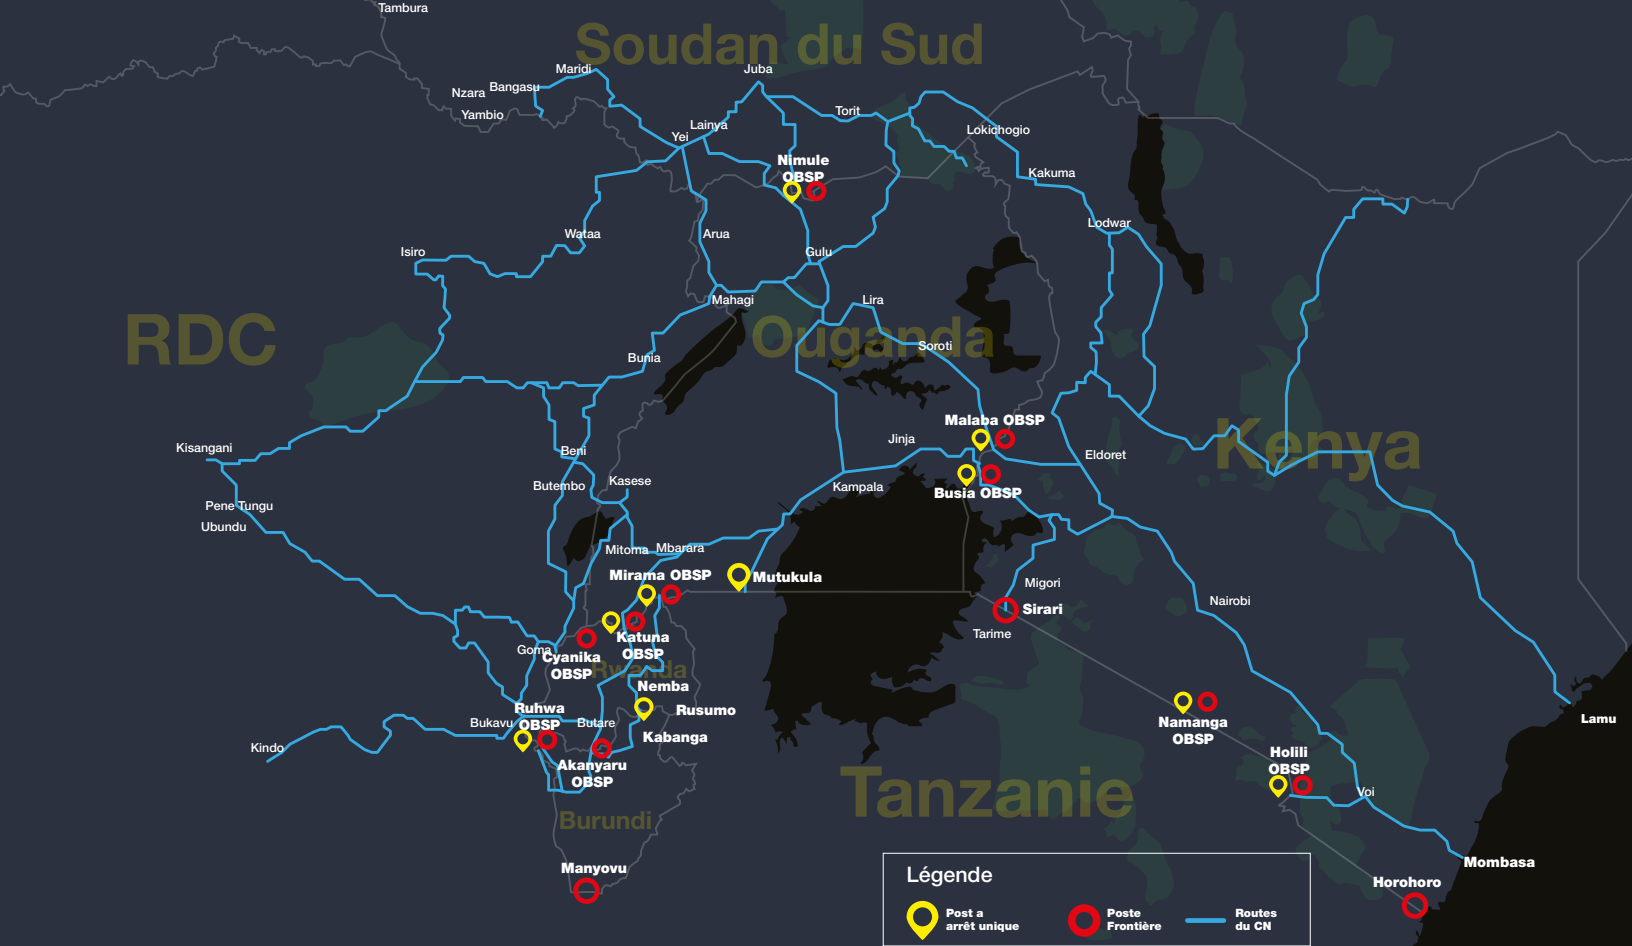 Tambura
Soudan du Sud
Maridi
Juba
Nzara
Bangasu
Yambio
Torit
Lainya
Yei
Lokichogio
Nimule
OBSP
Kakuma
Lodwar
Wataa
Arua
Isiro
Gulu
Mahagi
Lira
RDC
Ouganda
Soroti
Bunia
Malaba OBSP
Kenya
Jinja
Kisangani
Beni
Eldoret
Butembo
Kasese
Kampala
Busia OBSP
Pene Tungu
Ubundu
Mitoma
Mbarara
Mirama OBSP
Mutukula
Migori
Nairobi
Sirari
Tarime
Katuna
OBSP
Goma
Cyanika
OBSP
Rwanda
Nemba
Rusumo
Ruhwa
OBSP
Bukavu
Butare
Kabanga
Kindo
Akanyaru
OBSP
Namanga
OBSP
Lamu
Holili
OBSP
Voi
Tanzanie
Burundi
Manyovu
Mombasa
Horohoro
Légende
Post a
arrêt unique
Poste
Frontière
Routes
du CN